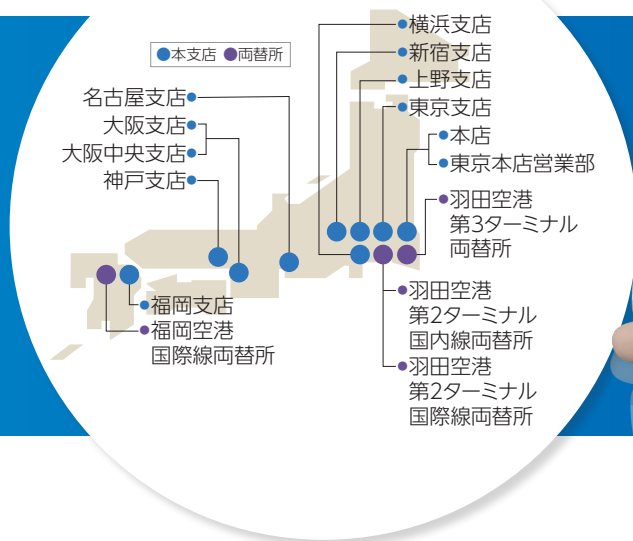 ●本支店 ●両替所
横浜支店
新宿支店
上野支店
東京支店
本店
東京本店営業部
羽田空港
第3ターミナル
両替所
名古屋支店
大阪支店
大阪中央支店
神戸支店
福岡支店
福岡空港
国際線両替所
羽田空港
第2ターミナル
国内線両替所
羽田空港
第2ターミナル
国際線両替所